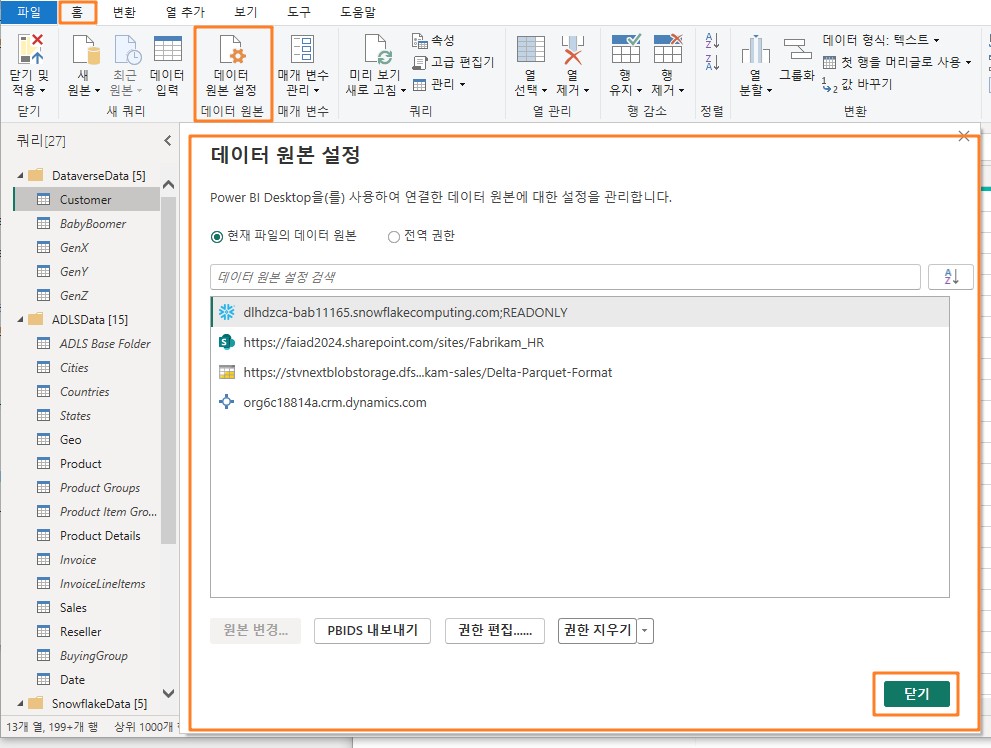 파일 홈 변환 열 추가 보기 도구 도움말
닫기 및 적용
새 원본
최근 원본
데이터 입력
데이터 원본 설정
매개 변수 관리
미리 보기 새로 고침
속성
고급 편집기
관리
열 선택
열 제거
행 유지
행 제거
열 분할
그룹화
데이터 형식: 텍스트
첫 행을 머리글로 사용
값 바꾸기
닫기 새 쿼리 데이터 원본 매개 변수 쿼리 열 관리 행 감소 정렬 변환
쿼리[27]
DataverseData [5]
Customer
BabyBoomer
GenX
GenY
GenZ
ADLSData [15]
ADLS Base Folder
Cities
Countries
States
Geo
Product
Product Groups
Product Item Gro...
Product Details
Invoice
InvoiceLineItems
Sales
Reseller
BuyingGroup
Date
SnowflakeData [5]
13개 열, 199+개 행 상위 1000개
데이터 원본 설정
Power BI Desktop을(를) 사용하여 연결한 데이터 원본에 대한 설정을 관리합니다.
현재 파일의 데이터 원본 전역 권한
데이터 원본 설정 검색
dlhdzca-bab11165.snowflakecomputing.com;READONLY
https://faiad2024.sharepoint.com/sites/Fabrikam_HR
https://stvnextblobstorage.dfs...kam-sales/Delta-Parquet-Format
org6c18814a.crm.dynamics.com
원본 변경... PBIDS 내보내기 권한 편집...... 권한 지우기
닫기